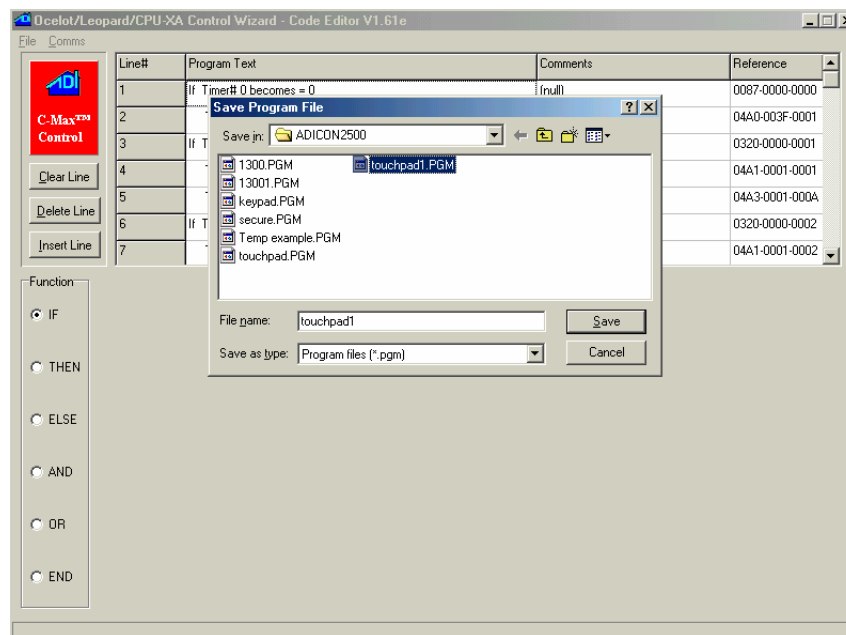 Ocelot/Leopard/CPU-XA Control Wizard - Code Editor V1.61e
File Comms
ADI
C-Max™
Control
Clear Line
Delete Line
Insert Line
Line# Program Text Comments Reference
1 If Timer# 0 becomes = 0 (null) 0087-0000-0000
2 04A0-003F-0001
3 If T 0320-0000-0001
4 04A1-0001-0001
5 04A3-0001-000A
6 If T 0320-0000-0002
7 04A1-0001-0002
Save Program File
Save in: ADICON2500
1300.PGM
13001.PGM
keypad.PGM
secure.PGM
Temp example.PGM
touchpad.PGM
touchpad1.PGM
File name: touchpad1 Save
Save as type: Program files (*.pgm) Cancel
Function
IF
THEN
ELSE
AND
OR
END